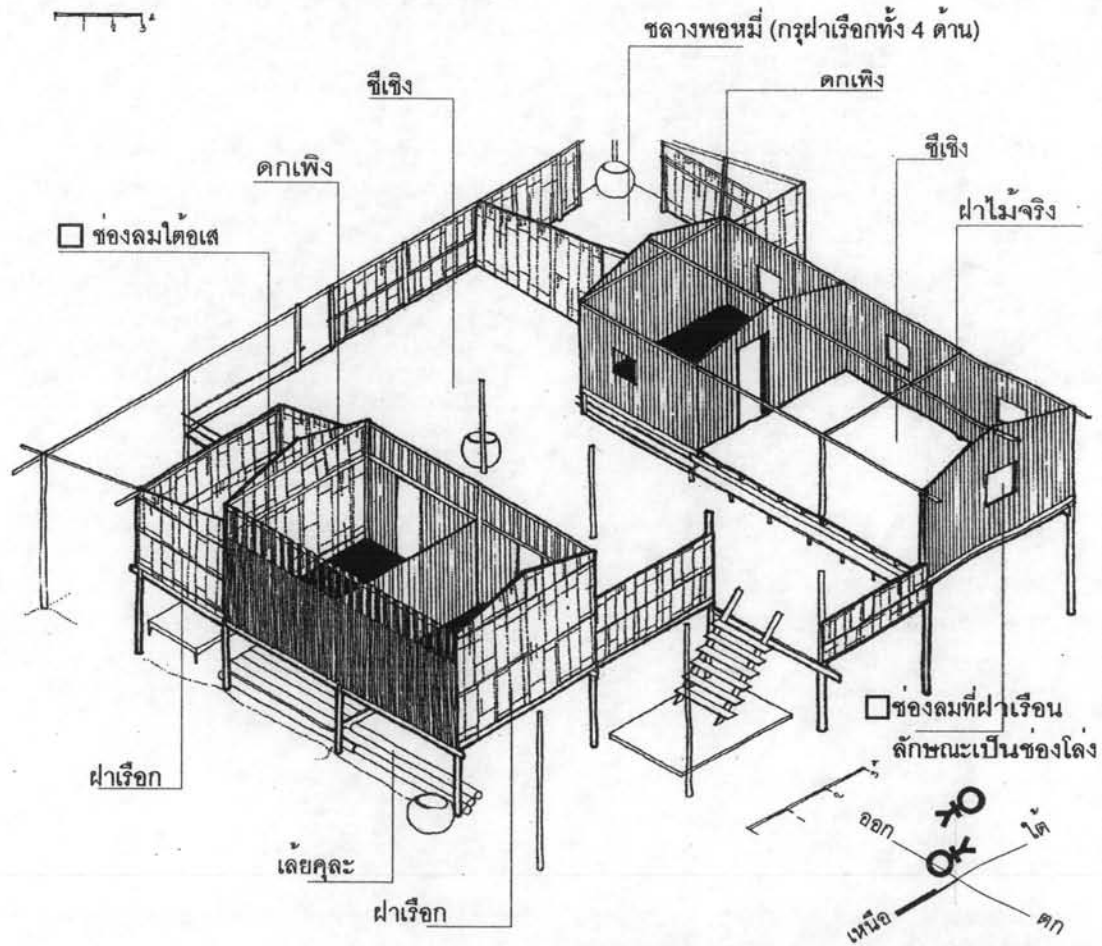 ชลางพอหมี่ (กรุฝาเรือกทั้ง 4 ด้าน)
ชีเชิง
ดกเพิง
ดกเพิง
ชีเชิง
ฝาไม้จริง
ช่องลมใต้อเส
ช่องลมที่ฝาเรือน
ลักษณะเป็นช่องโล่ง
ฝาเรือก
เล้ยคุละ
ฝาเรือก
ออก
ใต้
เหนือ
ตก